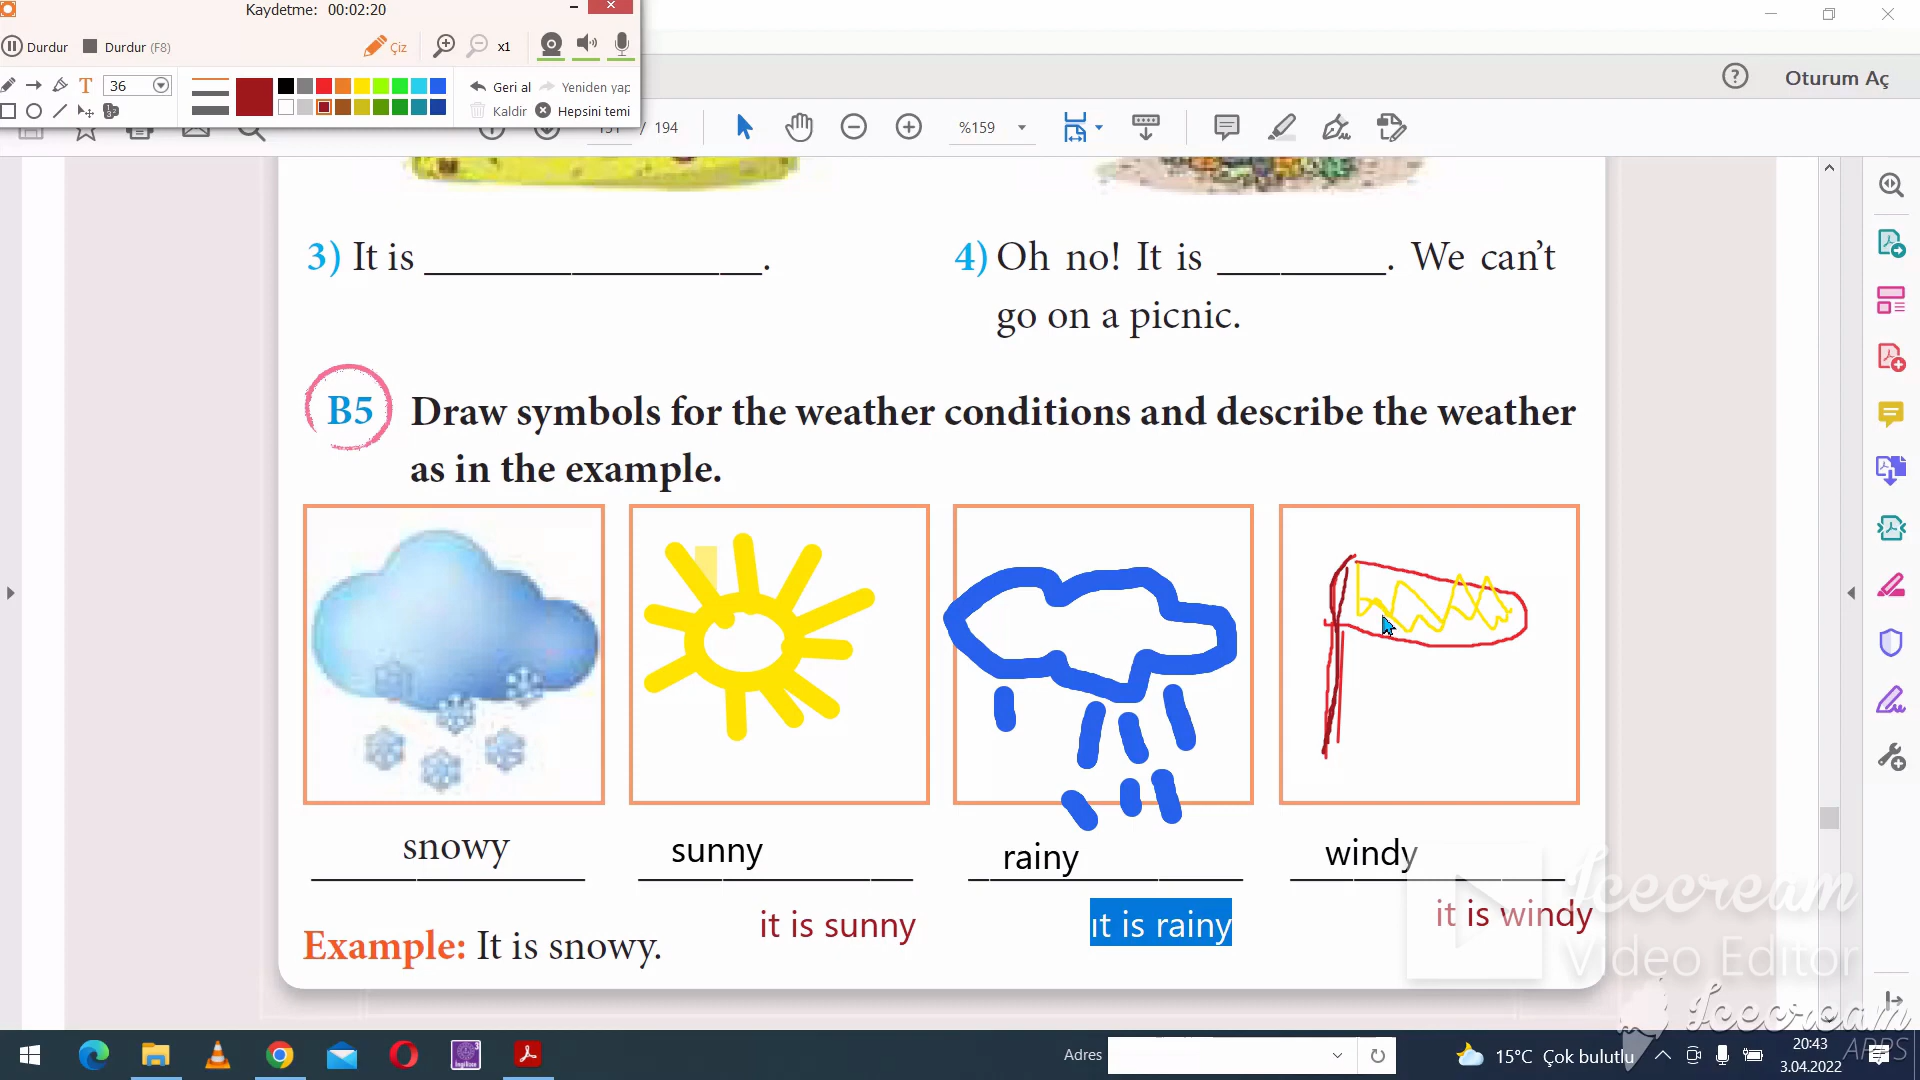 Kaydetme: 00:02:20
Durdur Durdur (F8) Çiz x1
T 36 Geri al Yeniden yap
Kaldir Hepsini temi
Oturum Aç
151 / 194 %159
3) It is ________________.
4) Oh no! It is ________. We can't
go on a picnic.
B5 Draw symbols for the weather conditions and describe the weather
as in the example.
snowy sunny rainy windy
it is sunny ıt is rainy it is windy
Example: It is snowy.
Icecream
Video Editor
Icecream
APPS
Adres 15°C Çok bulutlu 20:43
3.04.2022